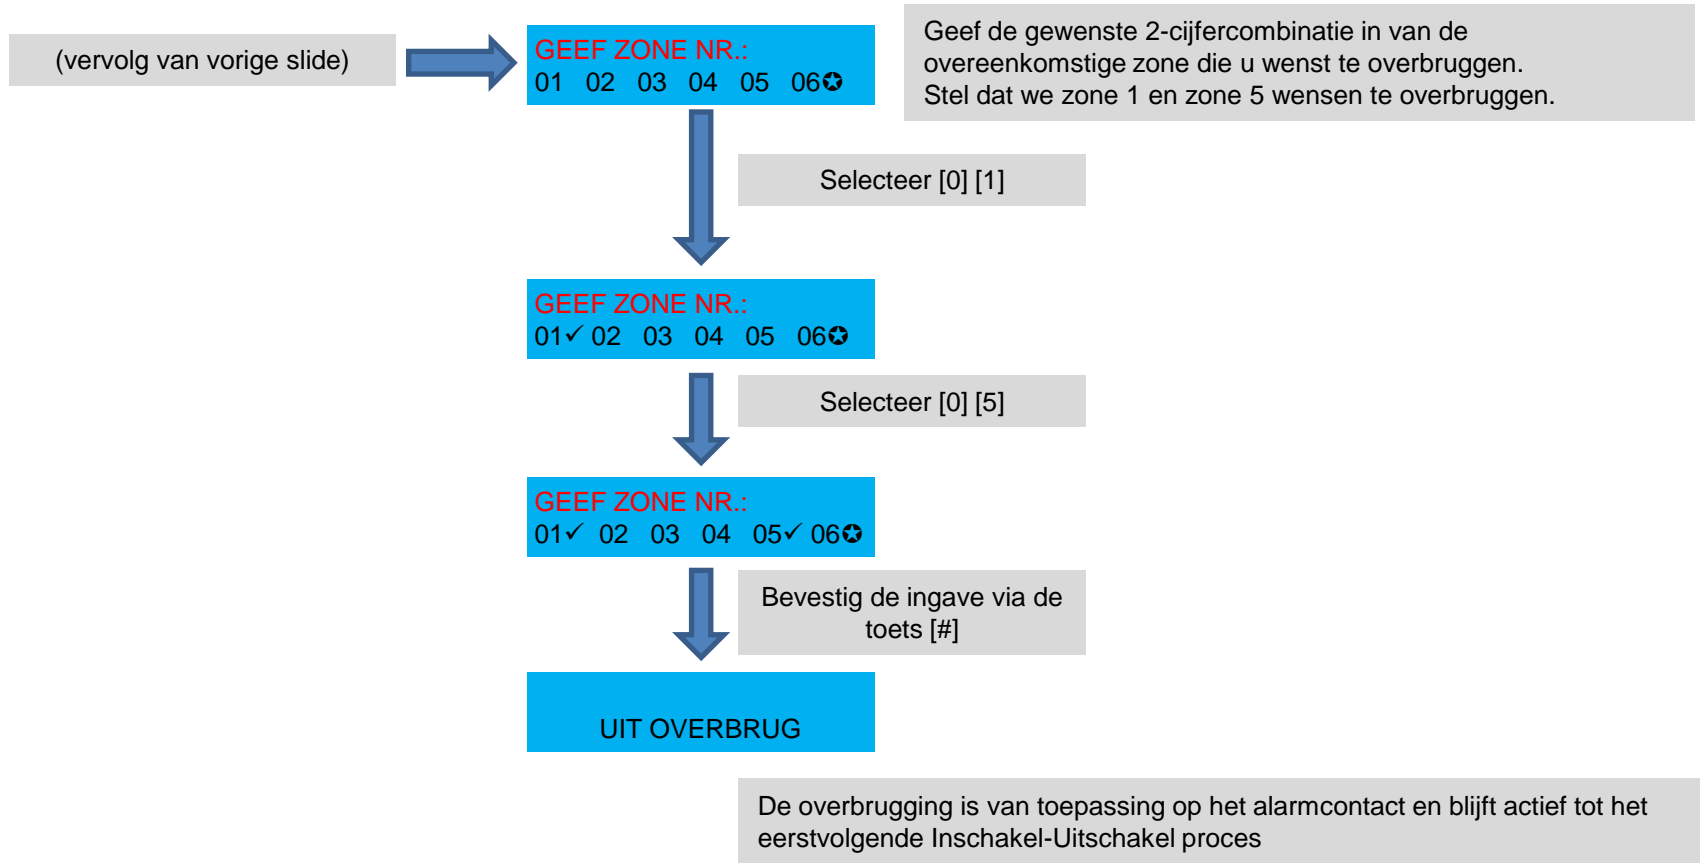 (vervolg van vorige slide)
GEEF ZONE NR.:
01 02 03 04 05 06✪
Geef de gewenste 2-cijfercombinatie in van de
overeenkomstige zone die u wenst te overbruggen.
Stel dat we zone 1 en zone 5 wensen te overbruggen.
Selecteer [0] [1]
GEEF ZONE NR.:
01✓ 02 03 04 05 06✪
Selecteer [0] [5]
GEEF ZONE NR.:
01✓ 02 03 04 05✓ 06✪
Bevestig de ingave via de
toets [#]
UIT OVERBRUG
De overbrugging is van toepassing op het alarmcontact en blijft actief tot het
eerstvolgende Inschakel-Uitschakel proces